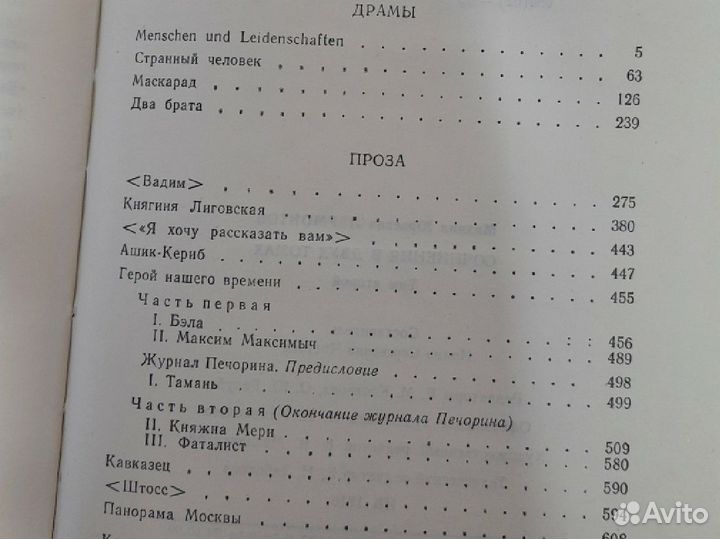 ДРАМЫ
Menschen und Leidenschaften 5
Странный человек 63
Маскарад 126
Два брата 239
ПРОЗА
<Вадим> 275
Княгиня Лиговская 380
<«Я хочу рассказать вам»> 443
Ашик-Кериб 447
Герой нашего времени 455
Часть первая
I. Бэла 456
II. Максим Максимыч 489
Журнал Печорина. Предисловие 498
I. Тамань 499
Часть вторая (Окончание журнала Печорина)
II. Княжна Мери 509
III. Фаталист 580
Кавказец 590
<Штосс> 594
Панорама Москвы 608
Avito